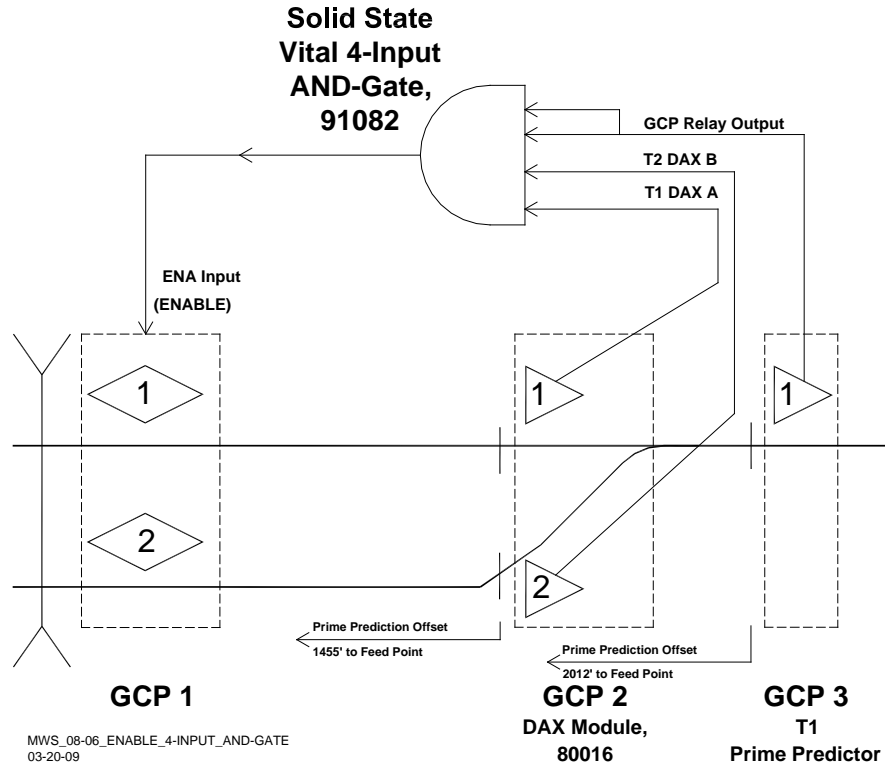 Solid State
Vital 4-Input
AND-Gate,
91082
GCP Relay Output
T2 DAX B
T1 DAX A
ENA Input
(ENABLE)
1
1
1
2
2
Prime Prediction Offset
1455' to Feed Point
Prime Prediction Offset
2012' to Feed Point
GCP 1
GCP 2
DAX Module,
80016
GCP 3
T1
Prime Predictor
MWS_08-06_ENABLE_4-INPUT_AND-GATE
03-20-09